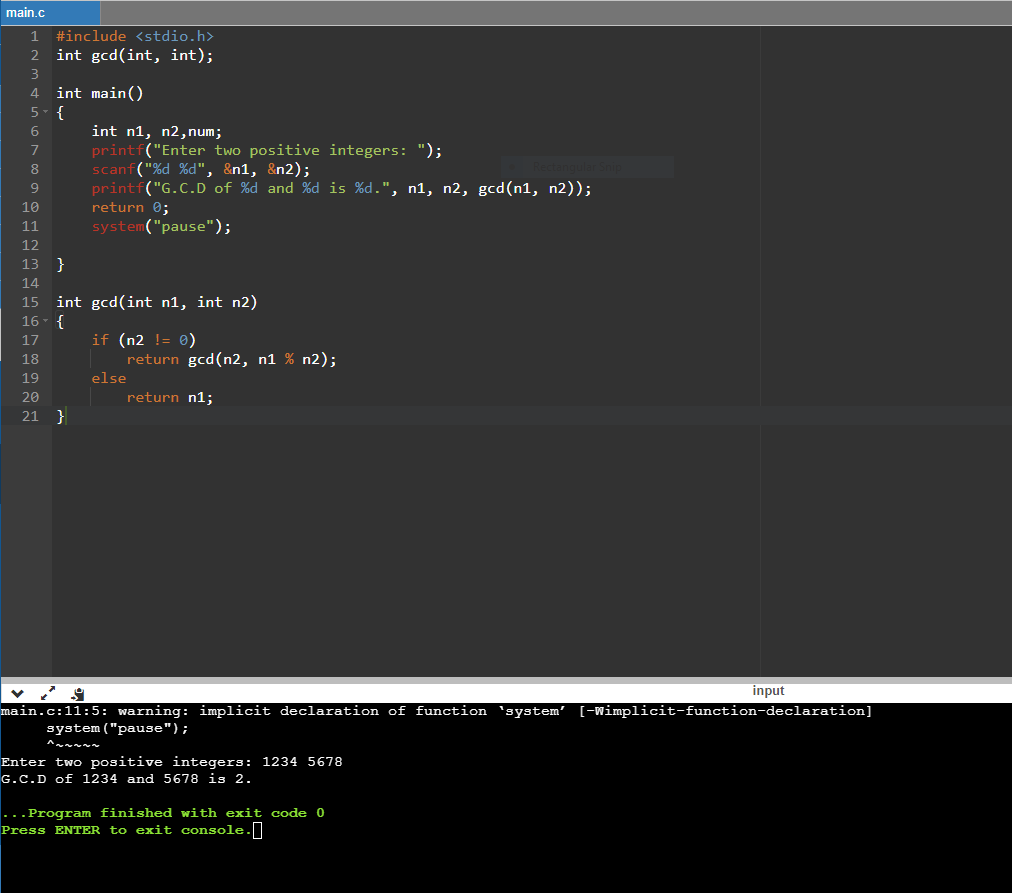 main.c
1 #include <stdio.h>
2 int gcd(int, int);
3
4 int main()
5 {
6 int n1, n2,num;
7 printf("Enter two positive integers: ");
8 scanf("%d %d", &n1, &n2);
9 printf("G.C.D of %d and %d is %d.", n1, n2, gcd(n1, n2));
10 return 0;
11 system("pause");
12
13 }
14
15 int gcd(int n1, int n2)
16 {
17 if (n2 != 0)
18 return gcd(n2, n1 % n2);
19 else
20 return n1;
21 }
input
main.c:11:5: warning: implicit declaration of function ‘system’ [-Wimplicit-function-declaration]
system("pause");
^~~~~~
Enter two positive integers: 1234 5678
G.C.D of 1234 and 5678 is 2.
...Program finished with exit code 0
Press ENTER to exit console.